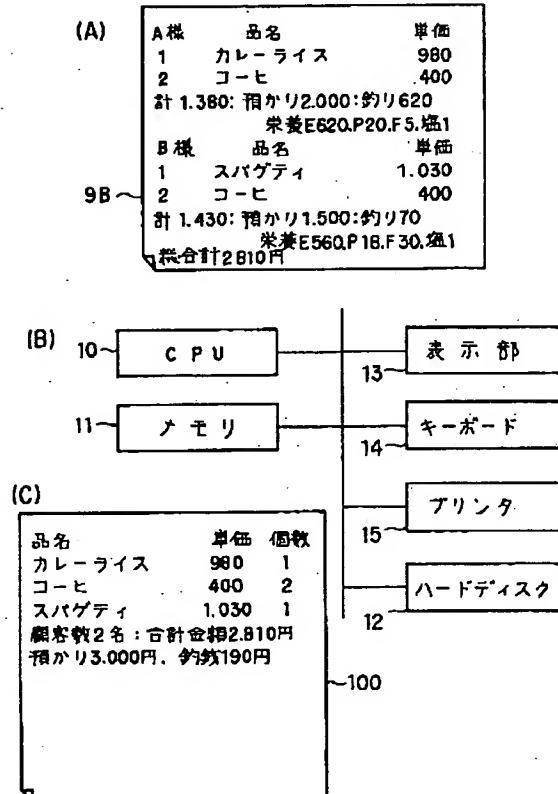 (A)
A様 品名 単価
1 カレーライス 980
2 コーヒ 400
計 1.380: 預かり2.000:釣り620
栄養E620.P20.F5.塩1
B様 品名 単価
1 スパゲティ 1.030
2 コーヒ 400
計 1.430: 預かり1.500:釣り70
栄養E560.P18.F30.塩1
総合計2810円
9B
(B)
10 CPU
表示部
13
11 メモリ
キーボード
14
プリンタ
15
ハードディスク
12
(C)
品名 単価 個数
カレーライス 980 1
コーヒ 400 2
スパゲティ 1.030 1
顧客数2名:合計金額2.810円
預かり3.000円. 釣銭190円
100